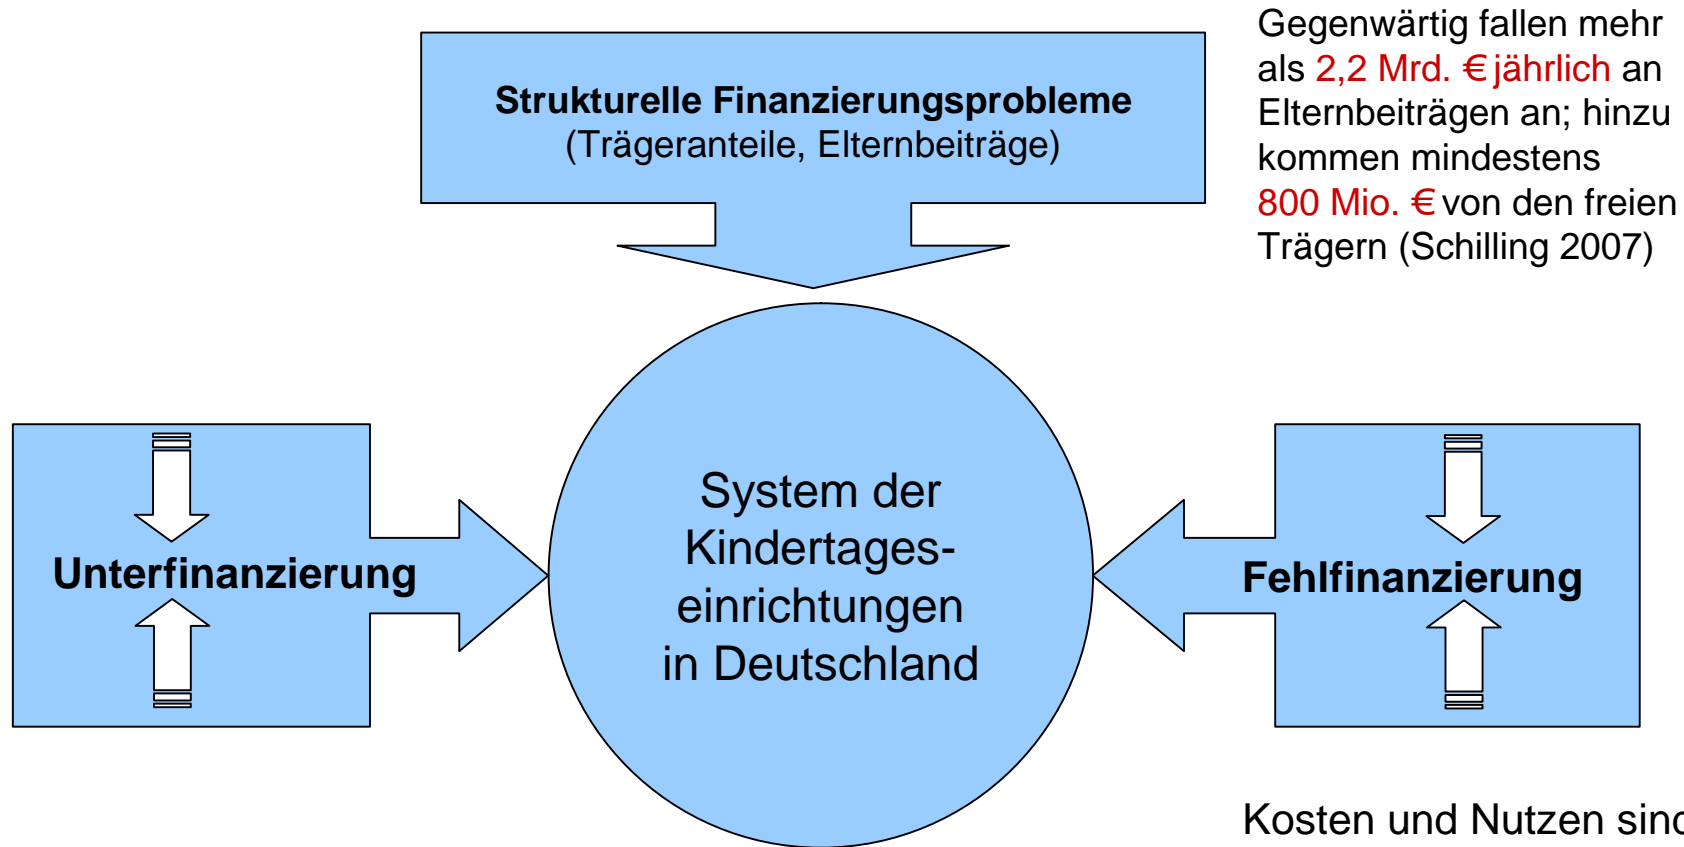 Gegenwärtig fallen mehr
als 2,2 Mrd. € jährlich an
Elternbeiträgen an; hinzu
kommen mindestens
800 Mio. € von den freien
Trägern (Schilling 2007)
Strukturelle Finanzierungsprobleme
(Trägeranteile, Elternbeiträge)
Unterfinanzierung
System der
Kindertages-
einrichtungen
in Deutschland
Fehlfinanzierung
Kosten und Nutzen